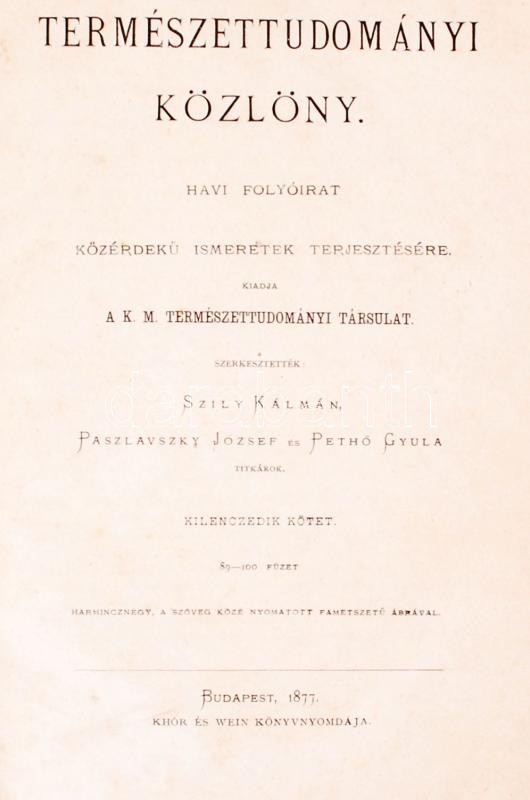 TERMÉSZETTUDOMÁNYI
KÖZLÖNY.
HAVI FOLYÓIRAT
KÖZÉRDEKŰ ISMERETEK TERJESZTÉSÉRE.
KIADJA
A K. M. TERMÉSZETTUDOMÁNYI TÁRSULAT.
SZERKESZTETTÉK:
SZILY KÁLMÁN,
PASZLAVSZKY JÓZSEF ÉS PETHŐ GYULA
TITKÁROK.
KILENCZEDIK KÖTET.
89—100 FÜZET
HARMINCZNÉGY, A SZÖVEG KÖZÉ NYOMATOTT FAMETSZETŰ ÁBRÁVAL.
BUDAPEST, 1877.
KHÓR ÉS WEIN KÖNYVNYOMDÁJA.